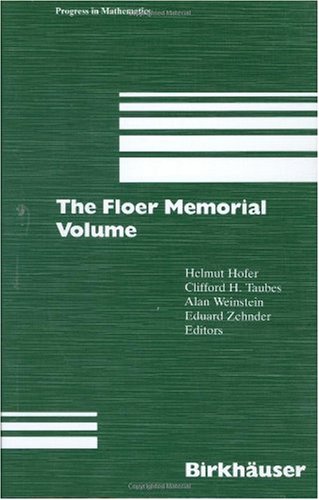 Progress in Mathematics
The Floer Memorial
Volume
Helmut Hofer
Clifford H. Taubes
Alan Weinstein
Eduard Zehnder
Editors
Birkhäuser